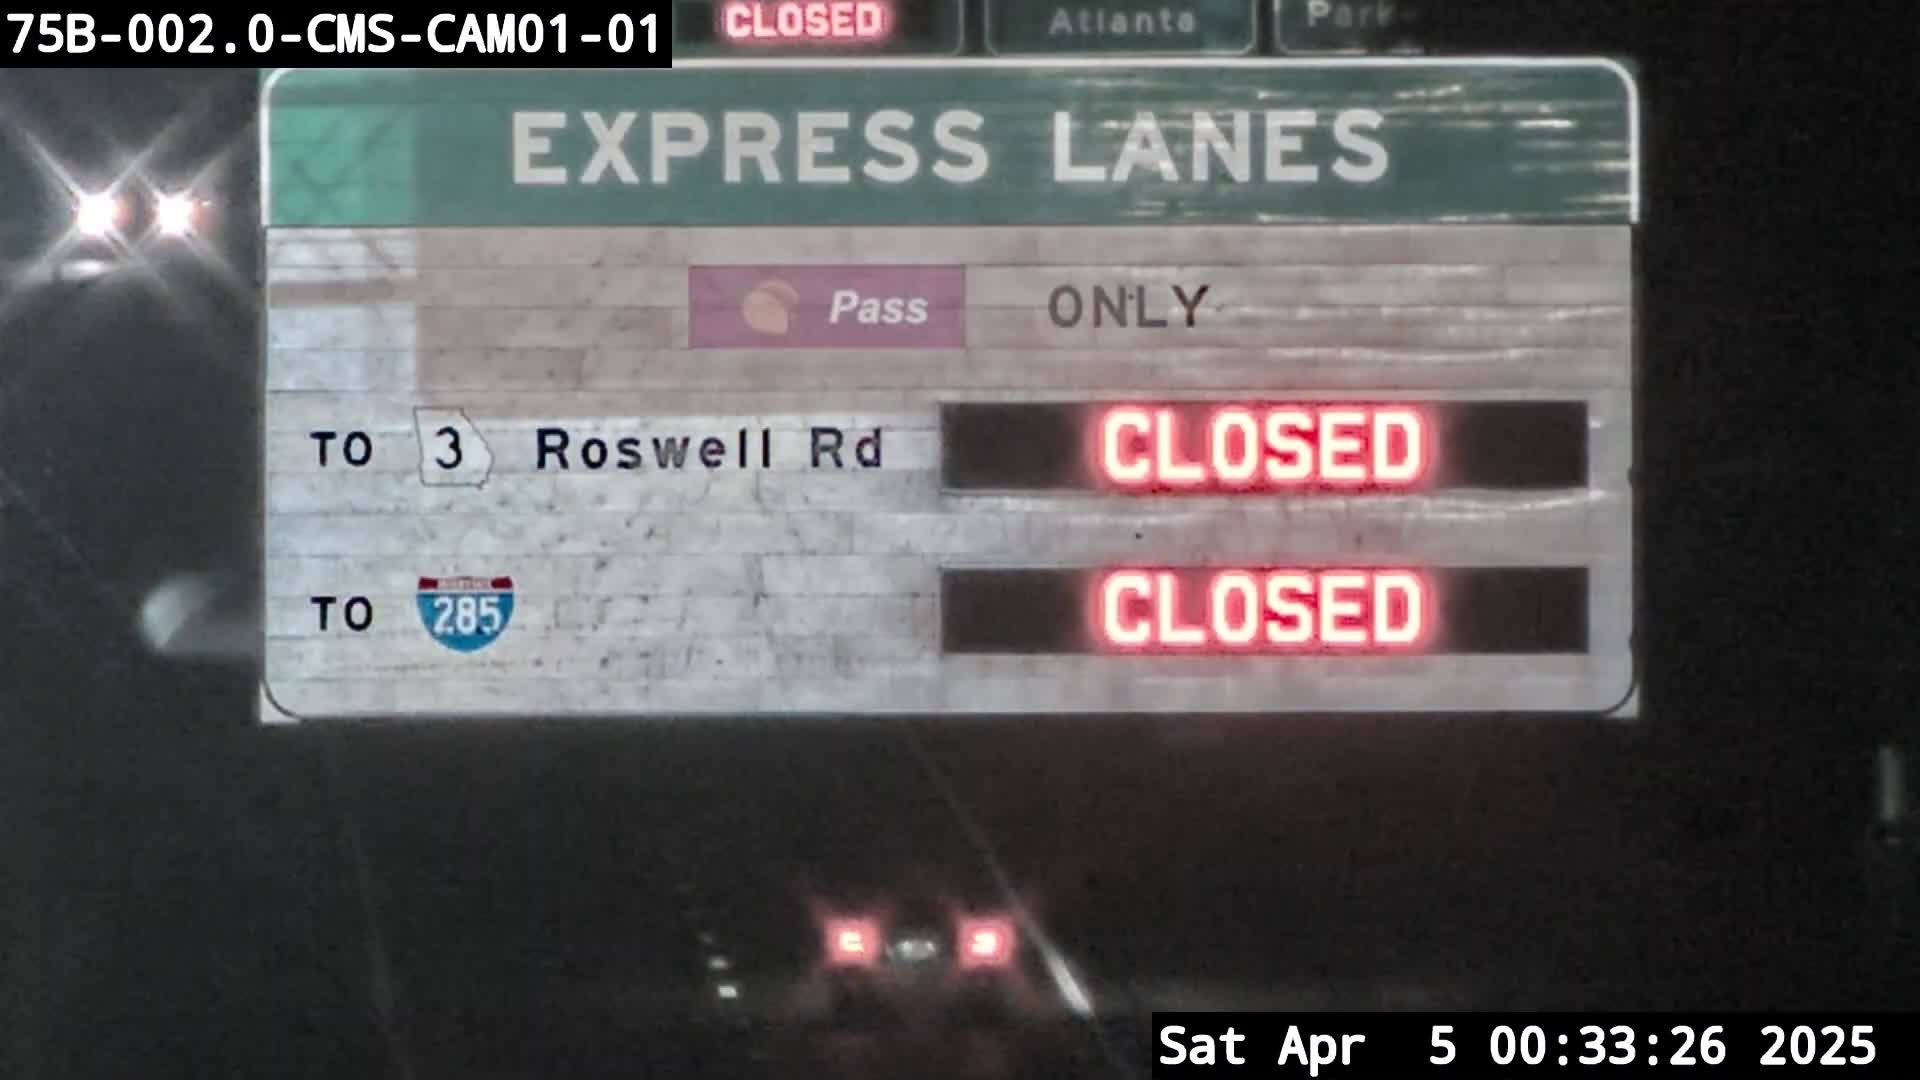 75B-002.0-CMS-CAM01-01
CLOSED
Atlanta
Park
EXPRESS LANES
Pass ONLY
TO 3 Roswell Rd CLOSED
TO 285 CLOSED
Sat Apr 5 00:33:26 2025